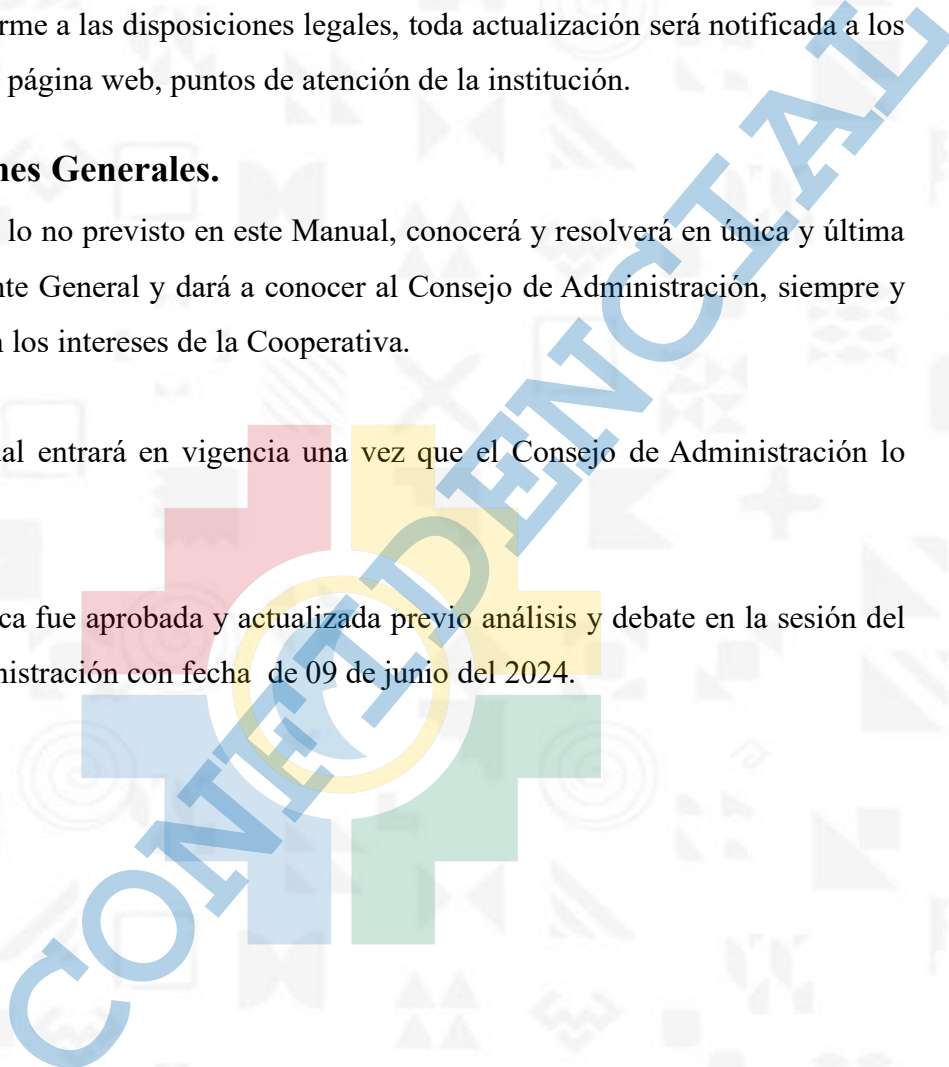 rme a las disposiciones legales, toda actualización será notificada a los
página web, puntos de atención de la institución.
nes Generales.
lo no previsto en este Manual, conocerá y resolverá en única y última
nte General y dará a conocer al Consejo de Administración, siempre y
n los intereses de la Cooperativa.
al entrará en vigencia una vez que el Consejo de Administración lo
ca fue aprobada y actualizada previo análisis y debate en la sesión del
nistración con fecha  de 09 de junio del 2024.
CONFIDENCIAL